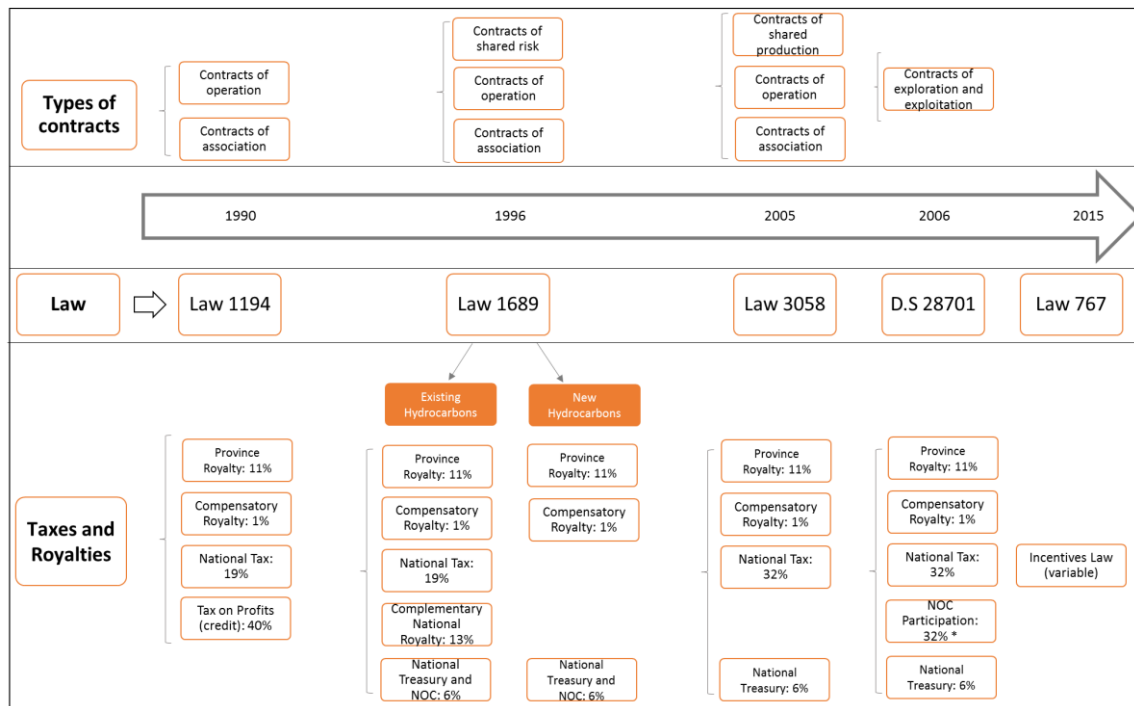 Types of
contracts
Contracts of
operation
Contracts of
association
Contracts of
shared risk
Contracts of
operation
Contracts of
association
Contracts of
shared
production
Contracts of
operation
Contracts of
association
Contracts of
exploration and
exploitation
1990
1996
2005
2006
2015
Law
Law 1194
Law 1689
Law 3058
D.S 28701
Law 767
Existing
Hydrocarbons
New
Hydrocarbons
Taxes and
Royalties
Province
Royalty: 11%
Compensatory
Royalty: 1%
National Tax:
19%
Tax on Profits
(credit): 40%
Province
Royalty: 11%
Compensatory
Royalty: 1%
National Tax:
19%
Complementary
National
Royalty: 13%
National
Treasury and
NOC: 6%
Province
Royalty: 11%
Compensatory
Royalty: 1%
National
Treasury and
NOC: 6%
Province
Royalty: 11%
Compensatory
Royalty: 1%
National Tax:
32%
National
Treasury: 6%
Province
Royalty: 11%
Compensatory
Royalty: 1%
National Tax:
32%
NOC
Participation:
32% *
National
Treasury: 6%
Incentives Law
(variable)